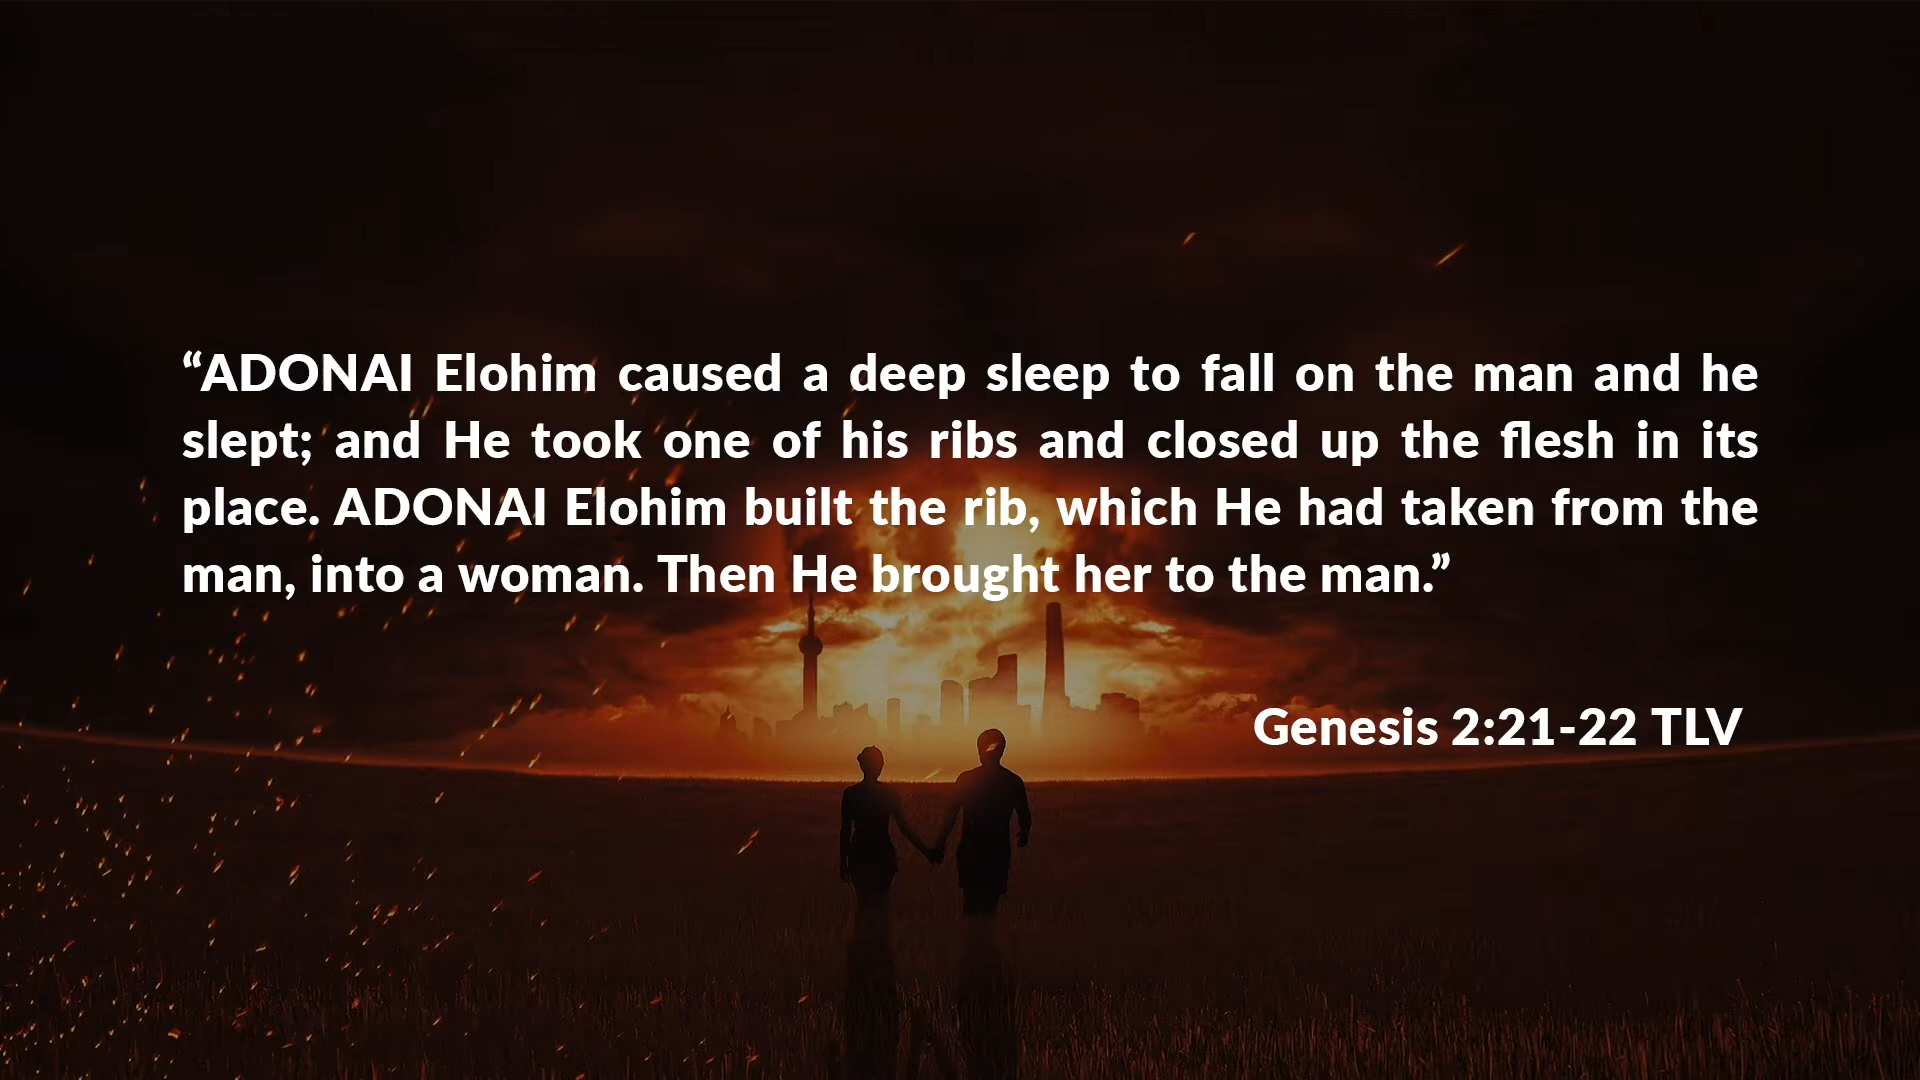 “ADONAI Elohim caused a deep sleep to fall on the man and he
slept; and He took one of his ribs and closed up the flesh in its
place. ADONAI Elohim built the rib, which He had taken from the
man, into a woman. Then He brought her to the man.”
Genesis 2:21-22 TLV